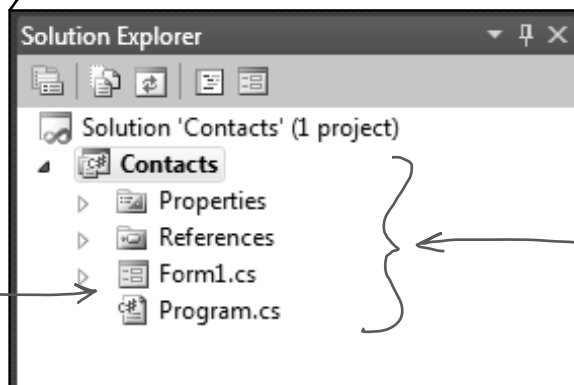 Solution Explorer
Solution 'Contacts' (1 project)
Contacts
Properties
References
Form1.cs
Program.cs